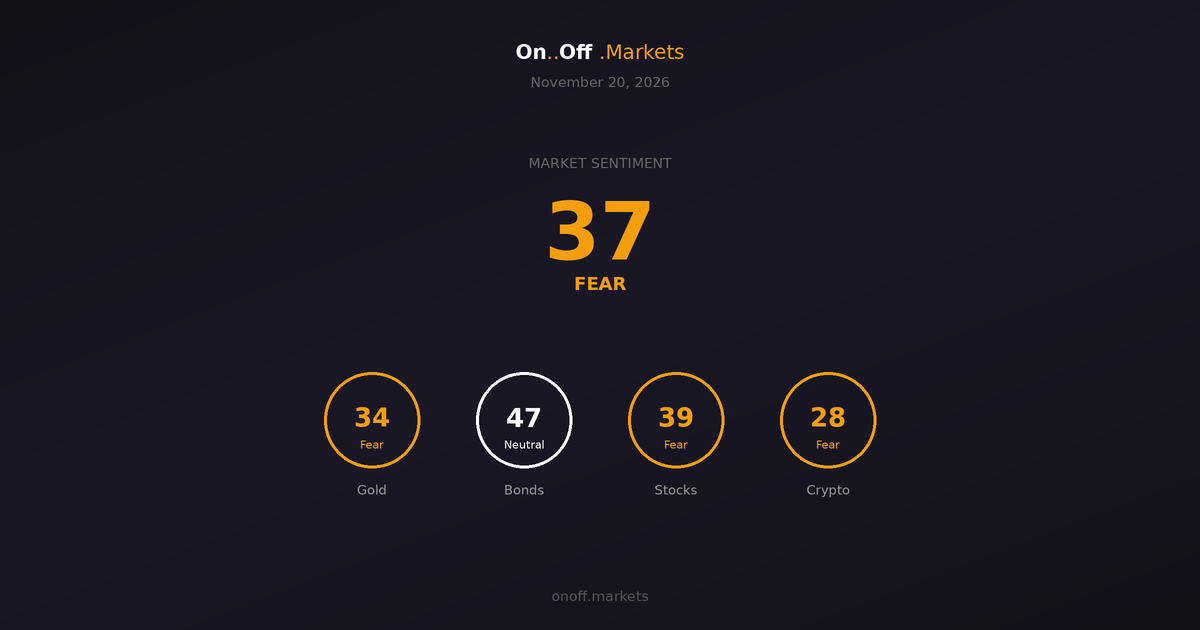 On..Off .Markets
November 20, 2026
MARKET SENTIMENT
37
FEAR
34
Fear
Gold
47
Neutral
Bonds
39
Fear
Stocks
28
Fear
Crypto
onoff.markets